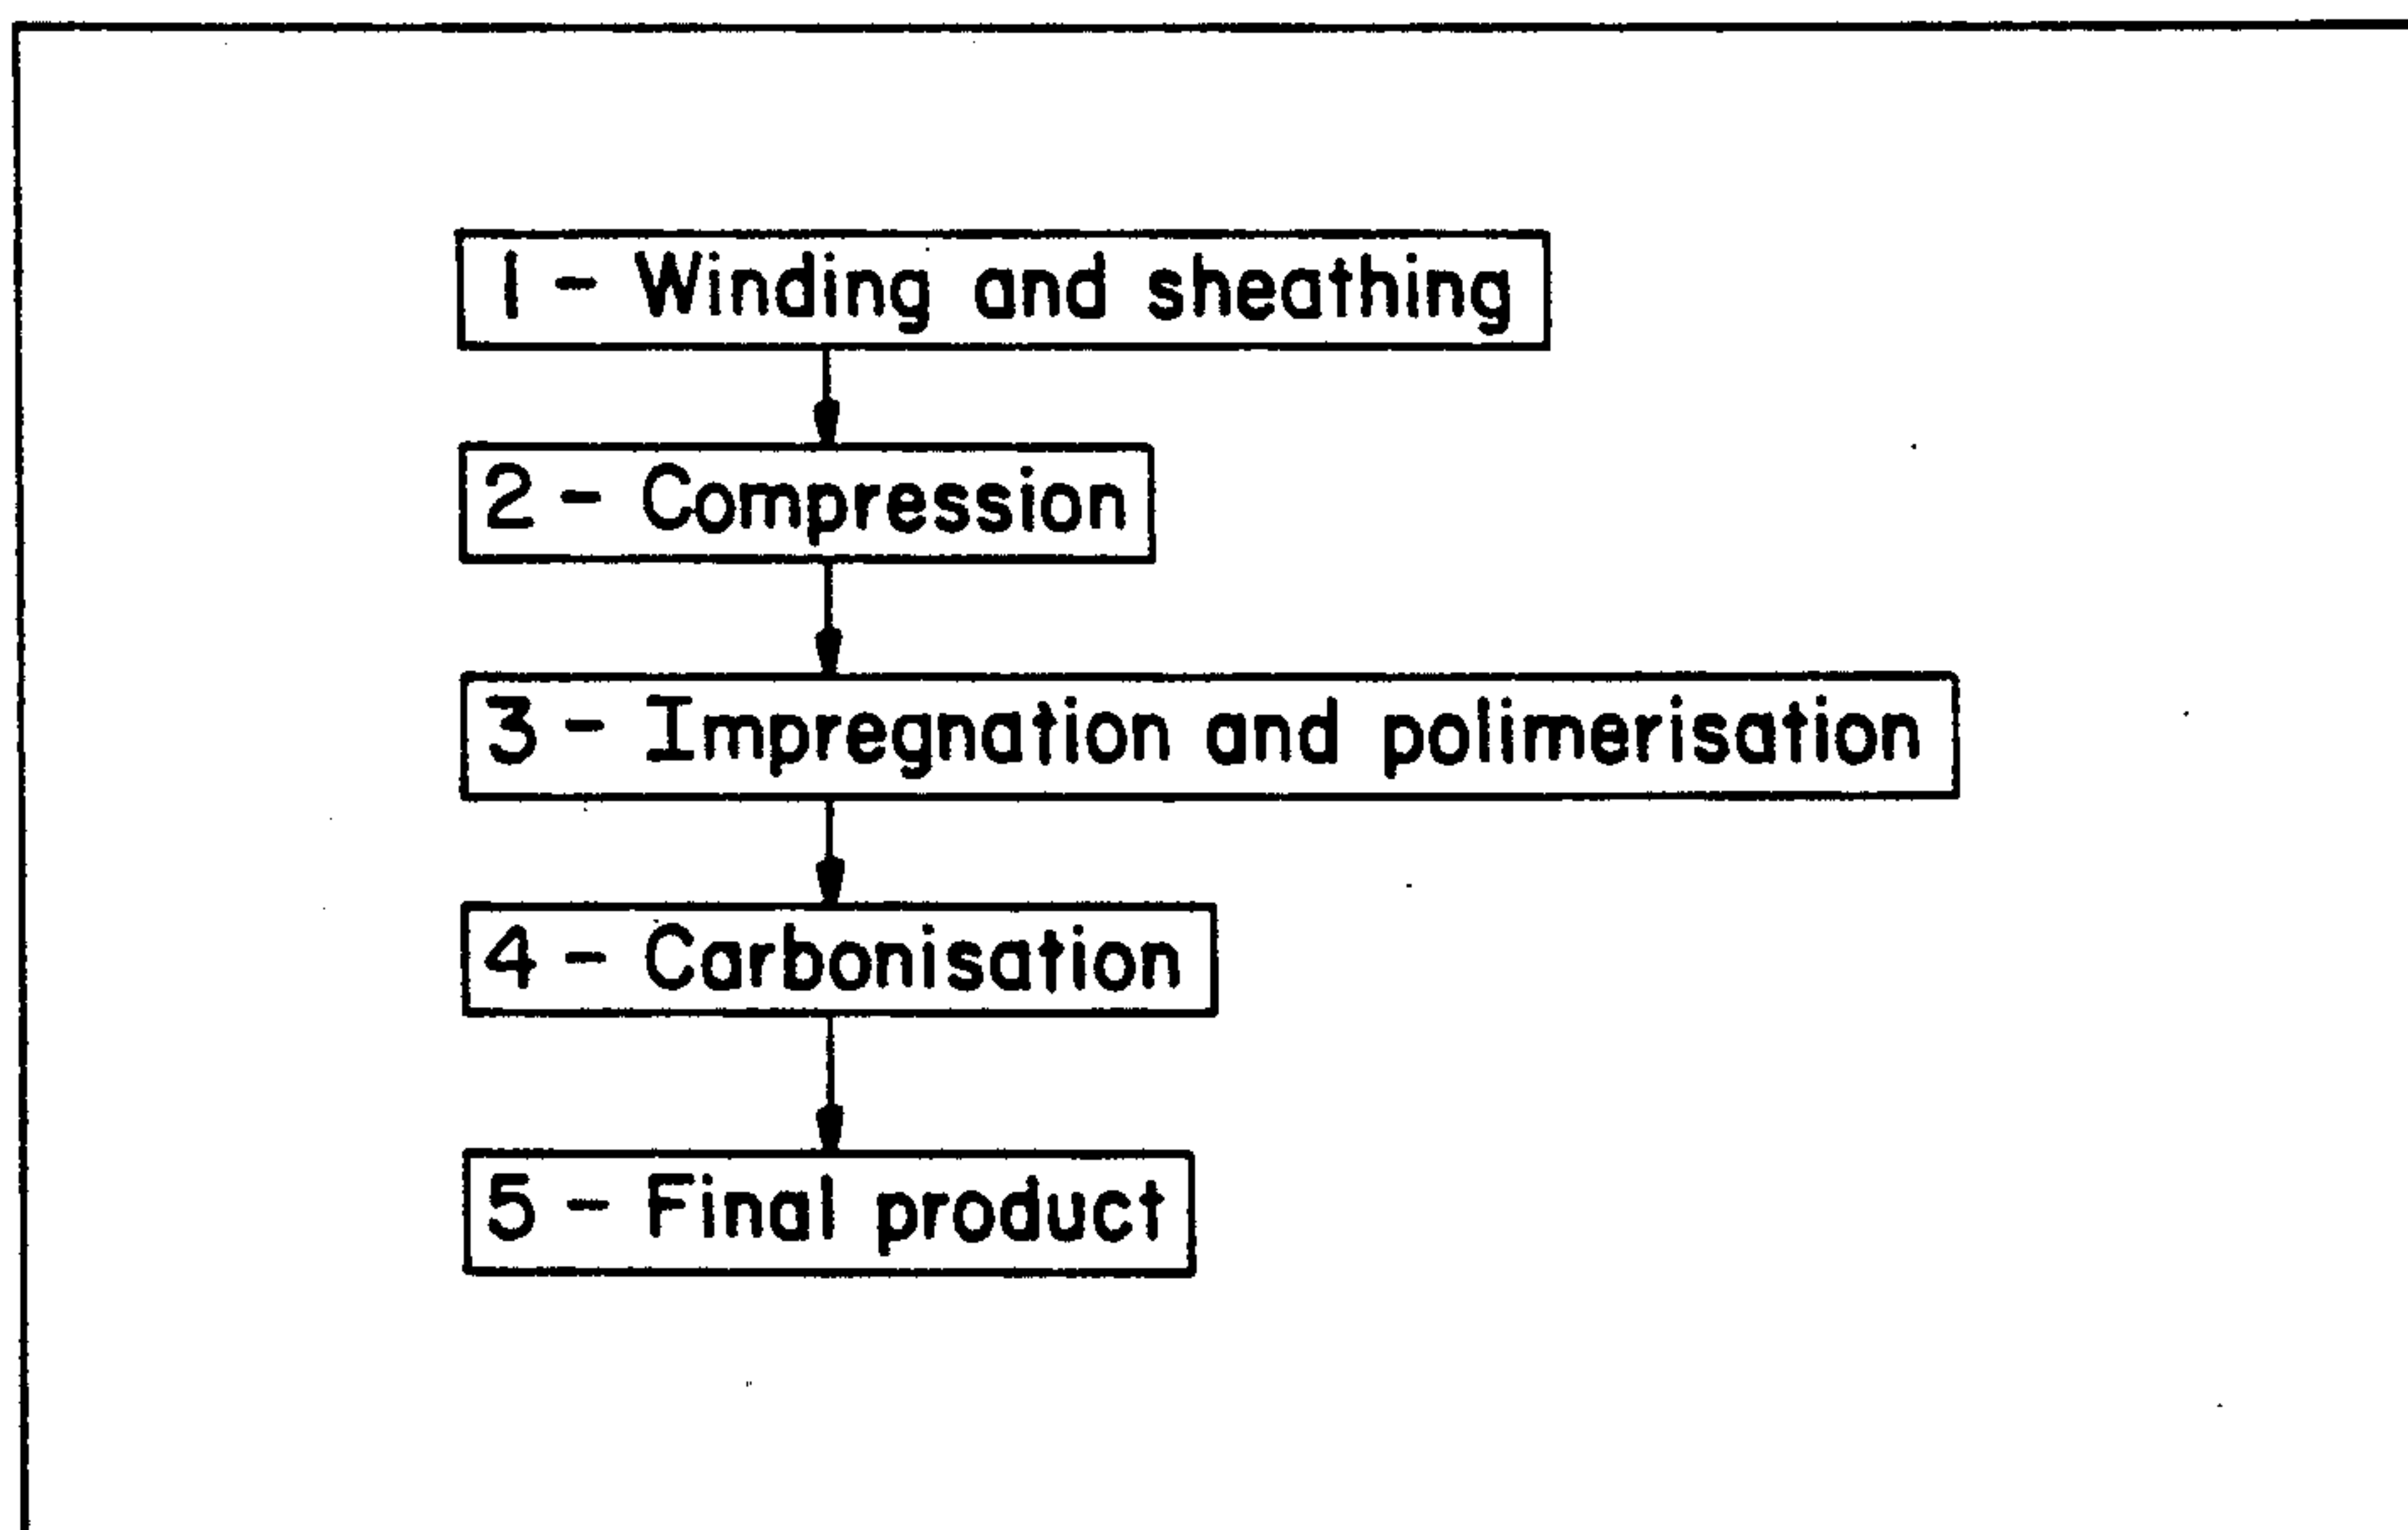 1 - Winding and sheathing
2 - Compression
3 - Impregnation and polimerisation
4 - Carbonisation
5 - Final product